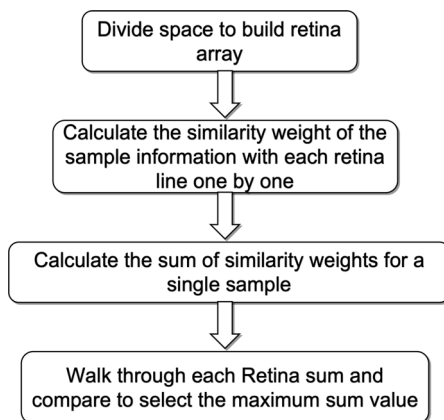 Divide space to build retina
array
Calculate the similarity weight of the
sample information with each retina
line one by one
Calculate the sum of similarity weights for a
single sample
Walk through each Retina sum and
compare to select the maximum sum value